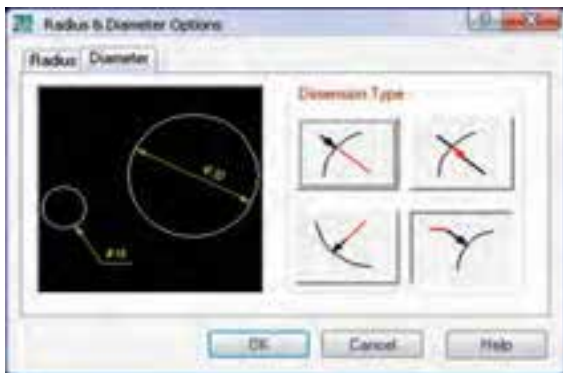 Radius & Diameter Options
Radius Diameter
Dimension Type
OK Cancel Help